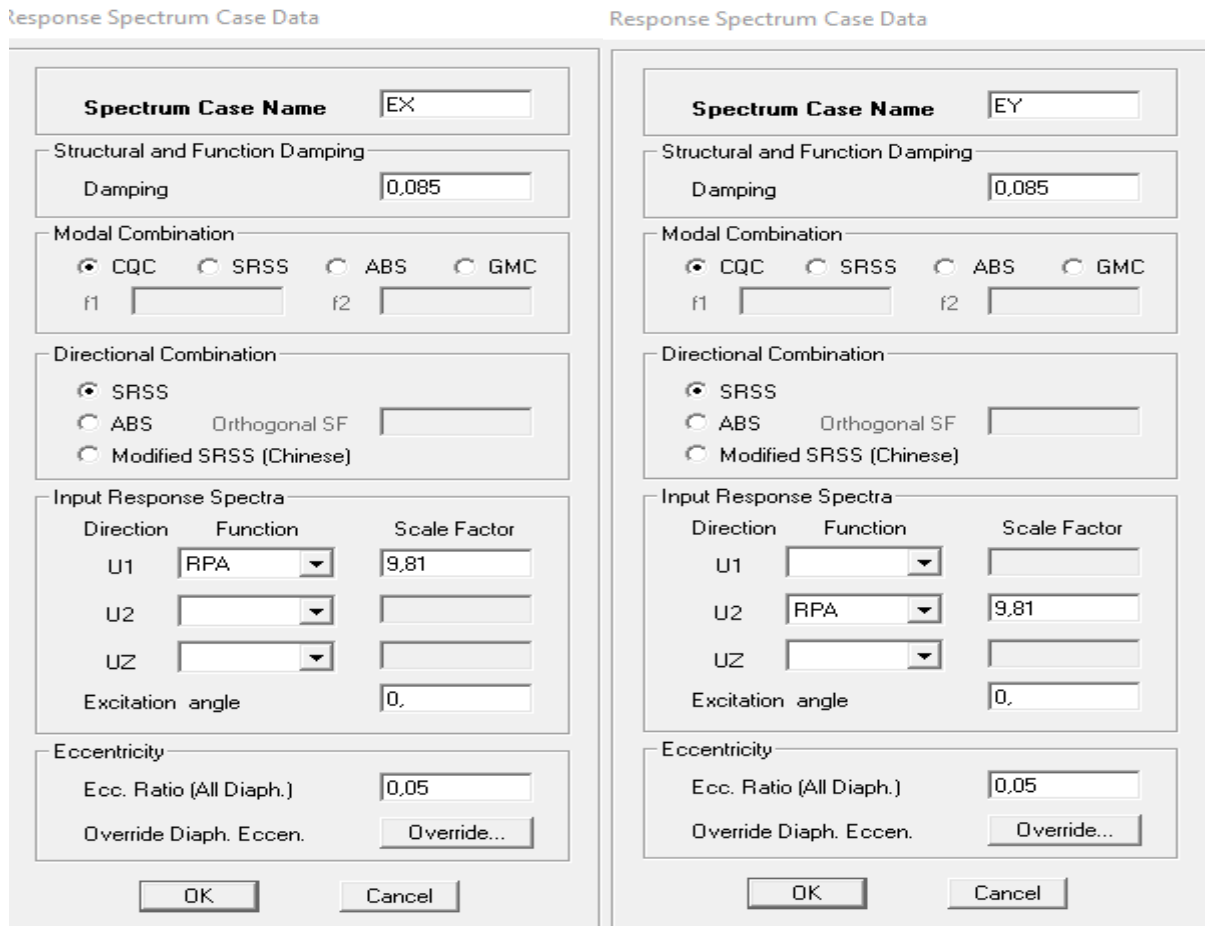 Response Spectrum Case Data
Spectrum Case Name EX
Structural and Function Damping
Damping 0,085
Modal Combination
CQC SRSS ABS GMC
f1 f2
Directional Combination
SRSS
ABS Orthogonal SF
Modified SRSS (Chinese)
Input Response Spectra
Direction Function Scale Factor
U1 RPA 9,81
U2
UZ
Excitation angle 0,
Eccentricity
Ecc. Ratio (All Diaph.) 0,05
Override Diaph. Eccen. Override...
OK Cancel
Response Spectrum Case Data
Spectrum Case Name EY
Structural and Function Damping
Damping 0,085
Modal Combination
CQC SRSS ABS GMC
f1 f2
Directional Combination
SRSS
ABS Orthogonal SF
Modified SRSS (Chinese)
Input Response Spectra
Direction Function Scale Factor
U1
U2 RPA 9,81
UZ
Excitation angle 0,
Eccentricity
Ecc. Ratio (All Diaph.) 0,05
Override Diaph. Eccen. Override...
OK Cancel